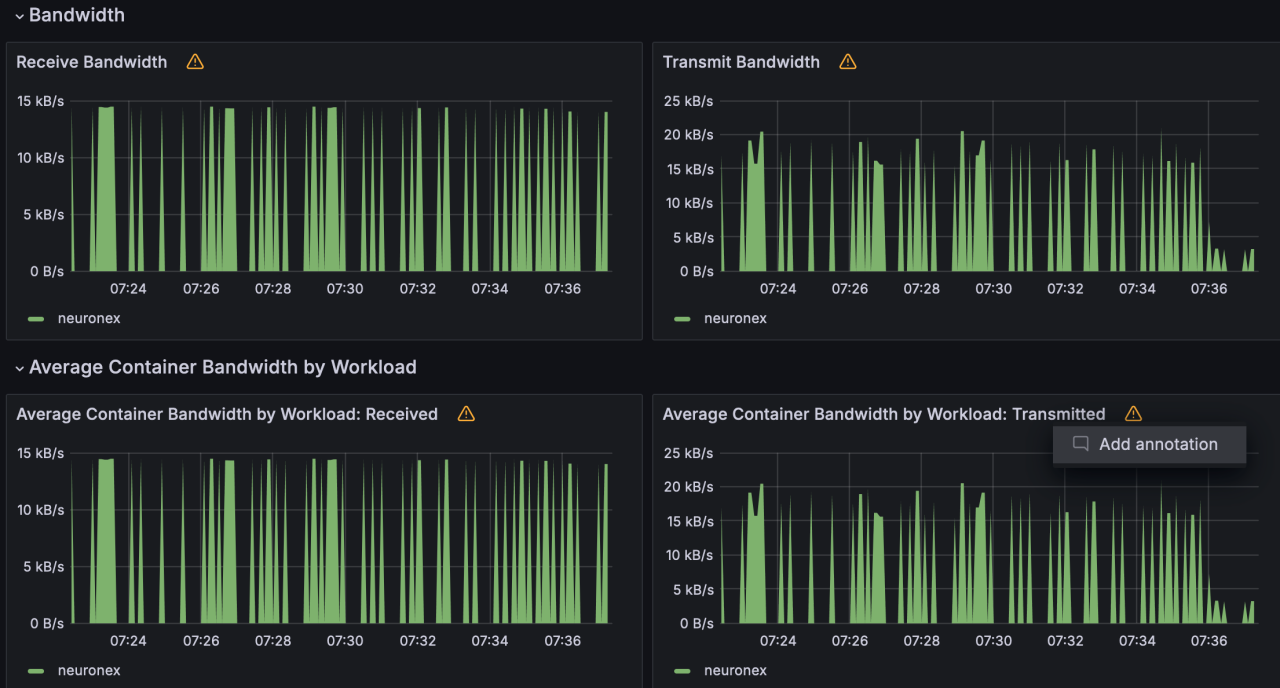 Bandwidth
Receive Bandwidth
15 kB/s
10 kB/s
5 kB/s
0 B/s
07:24 07:26 07:28 07:30 07:32 07:34 07:36
neuronex
Transmit Bandwidth
25 kB/s
20 kB/s
15 kB/s
10 kB/s
5 kB/s
0 B/s
07:24 07:26 07:28 07:30 07:32 07:34 07:36
neuronex
Average Container Bandwidth by Workload
Average Container Bandwidth by Workload: Received
15 kB/s
10 kB/s
5 kB/s
0 B/s
07:24 07:26 07:28 07:30 07:32 07:34 07:36
neuronex
Average Container Bandwidth by Workload: Transmitted
Add annotation
25 kB/s
20 kB/s
15 kB/s
10 kB/s
5 kB/s
0 B/s
07:24 07:26 07:28 07:30 07:32 07:34 07:36
neuronex